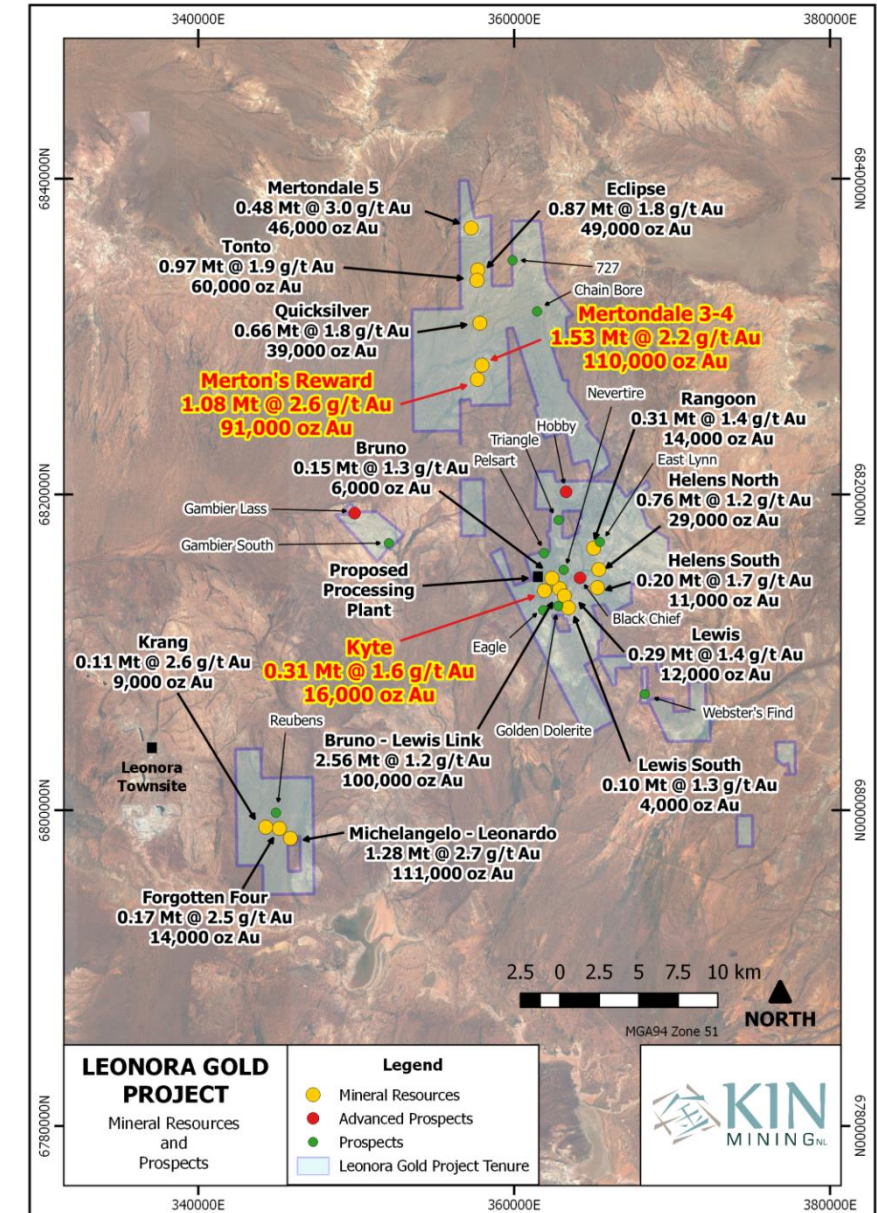 340000E
360000E
380000E
6840000N
6840000N
Mertondale 5
0.48 Mt @ 3.0 g/t Au
46,000 oz Au
Eclipse
0.87 Mt @ 1.8 g/t Au
49,000 oz Au
Tonto
0.97 Mt @ 1.9 g/t Au
60,000 oz Au
727
Chain Bore
Quicksilver
0.66 Mt @ 1.8 g/t Au
39,000 oz Au
Mertondale 3-4
1.53 Mt @ 2.2 g/t Au
110,000 oz Au
Merton's Reward
1.08 Mt @ 2.6 g/t Au
91,000 oz Au
Nevertire
Rangoon
0.31 Mt @ 1.4 g/t Au
14,000 oz Au
Hobby
Triangle
Pelsart
Bruno
0.15 Mt @ 1.3 g/t Au
6,000 oz Au
East Lynn
Helens North
0.76 Mt @ 1.2 g/t Au
29,000 oz Au
6820000N
6820000N
Gambier Lass
Gambier South
Proposed
Processing
Plant
Helens South
0.20 Mt @ 1.7 g/t Au
11,000 oz Au
Black Chief
Lewis
0.29 Mt @ 1.4 g/t Au
12,000 oz Au
Eagle
Kyte
0.31 Mt @ 1.6 g/t Au
16,000 oz Au
Krang
0.11 Mt @ 2.6 g/t Au
9,000 oz Au
Reubens
Golden Dolerite
Webster's Find
Bruno - Lewis Link
2.56 Mt @ 1.2 g/t Au
100,000 oz Au
Leonora
Townsite
Lewis South
0.10 Mt @ 1.3 g/t Au
4,000 oz Au
6800000N
6800000N
Michelangelo - Leonardo
1.28 Mt @ 2.7 g/t Au
111,000 oz Au
Forgotten Four
0.17 Mt @ 2.5 g/t Au
14,000 oz Au
2.5 0 2.5 5 7.5 10 km
MGA94 Zone 51
NORTH
LEONORA GOLD
PROJECT
Mineral Resources
and
Prospects
Legend
Mineral Resources
Advanced Prospects
Prospects
Leonora Gold Project Tenure
金 KIN
MINING NL
6780000N
6780000N
340000E
360000E
380000E